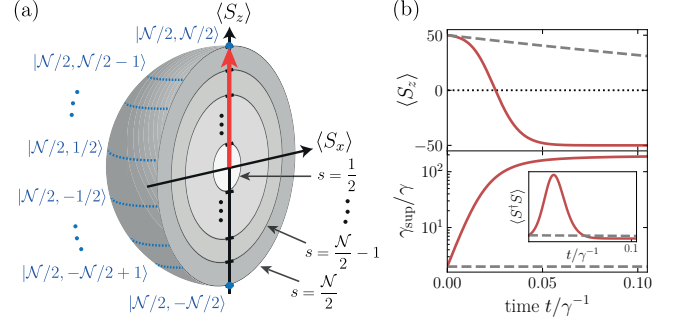 (a)
⟨S_z⟩
|𝒩/2, 𝒩/2⟩
|𝒩/2, 𝒩/2 − 1⟩
|𝒩/2, 1/2⟩
|𝒩/2, −1/2⟩
|𝒩/2, −𝒩/2+1⟩
|𝒩/2, −𝒩/2⟩
⟨S_x⟩
s = 1/2
s = 𝒩/2 − 1
s = 𝒩/2
(b)
⟨S_z⟩
50
0
−50
γ_sup/γ
10²
10¹
⟨S†S⟩
t/γ⁻¹
0.1
0.00
0.05
0.10
time t/γ⁻¹